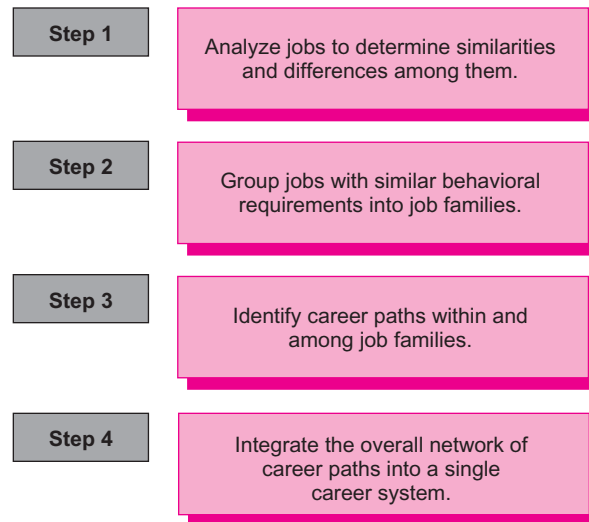 Step 1
Analyze jobs to determine similarities
and differences among them.
Step 2
Group jobs with similar behavioral
requirements into job families.
Step 3
Identify career paths within and
among job families.
Step 4
Integrate the overall network of
career paths into a single
career system.